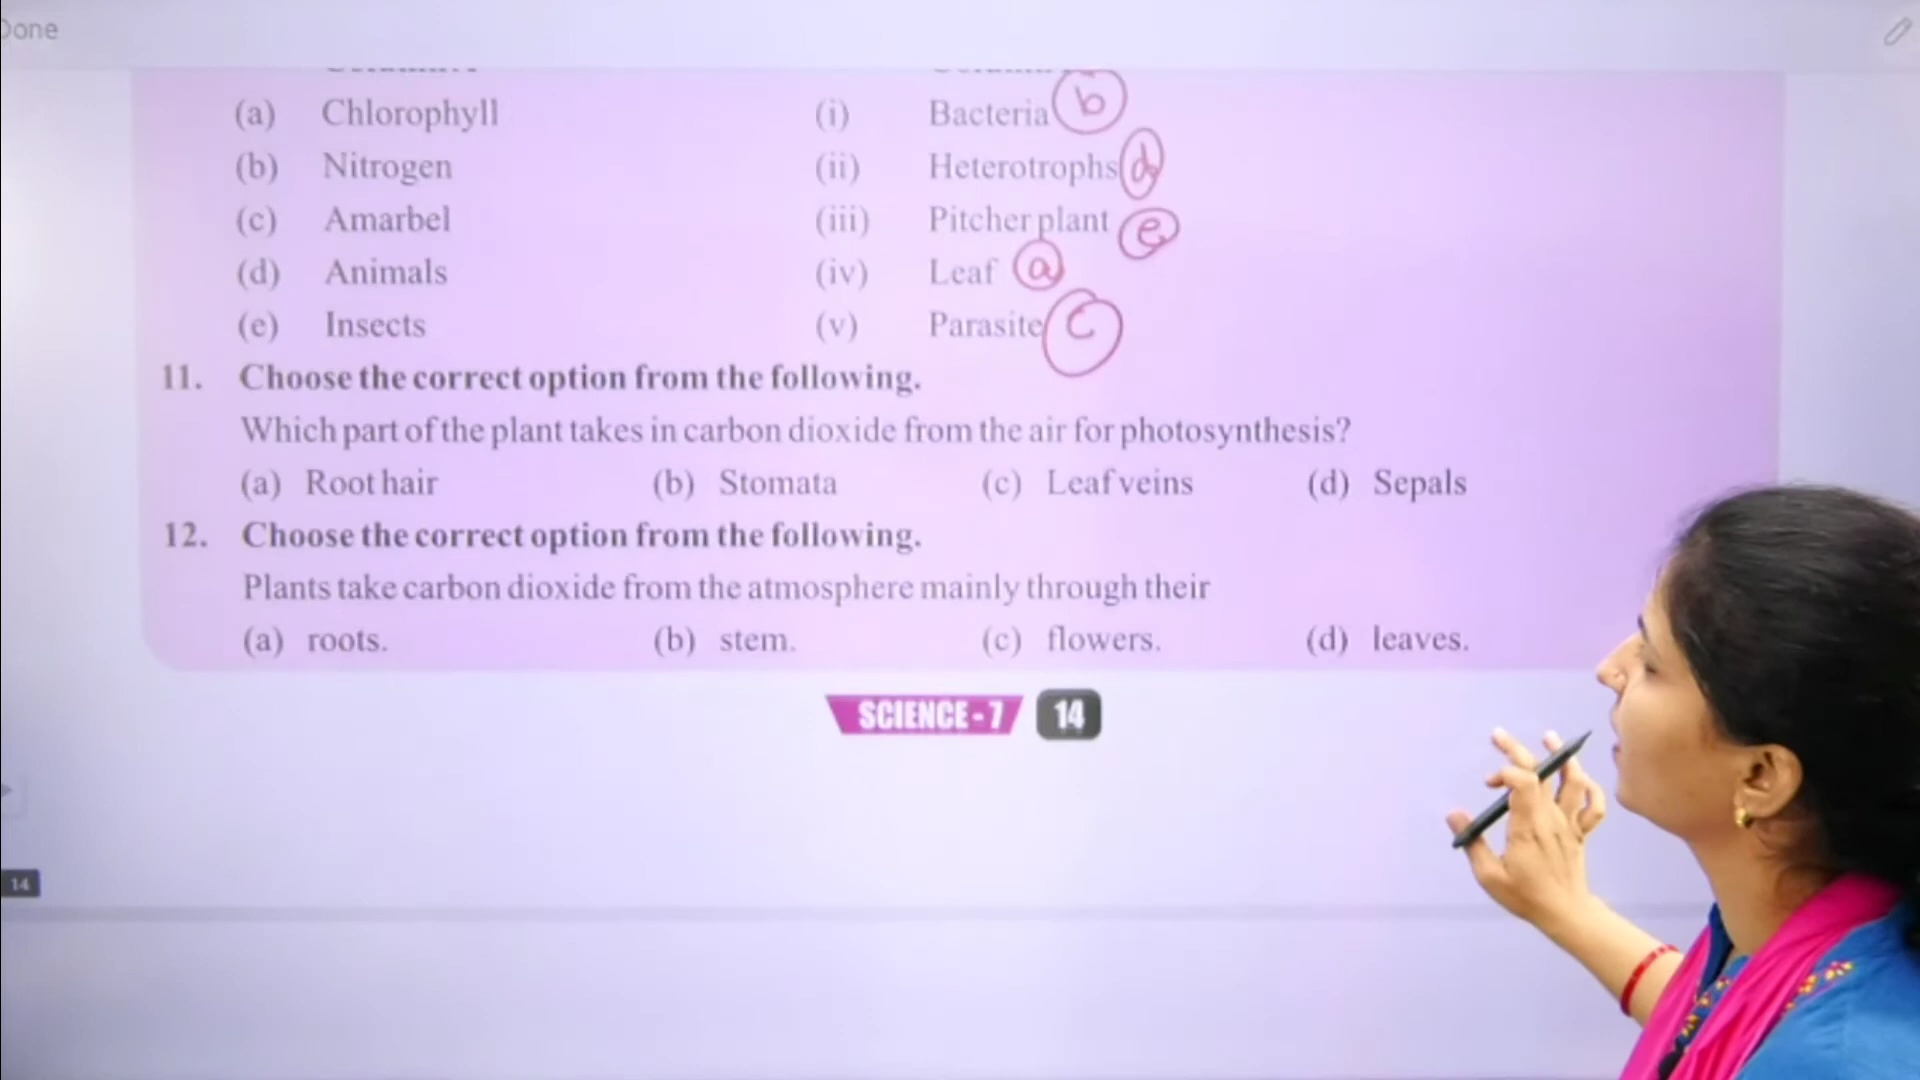 Done
(a) Chlorophyll (i) Bacteria b
(b) Nitrogen (ii) Heterotrophs d
(c) Amarbel (iii) Pitcher plant e
(d) Animals (iv) Leaf a
(e) Insects (v) Parasite c
11. Choose the correct option from the following.
Which part of the plant takes in carbon dioxide from the air for photosynthesis?
(a) Root hair (b) Stomata (c) Leaf veins (d) Sepals
12. Choose the correct option from the following.
Plants take carbon dioxide from the atmosphere mainly through their
(a) roots. (b) stem. (c) flowers. (d) leaves.
SCIENCE - 7 14
14